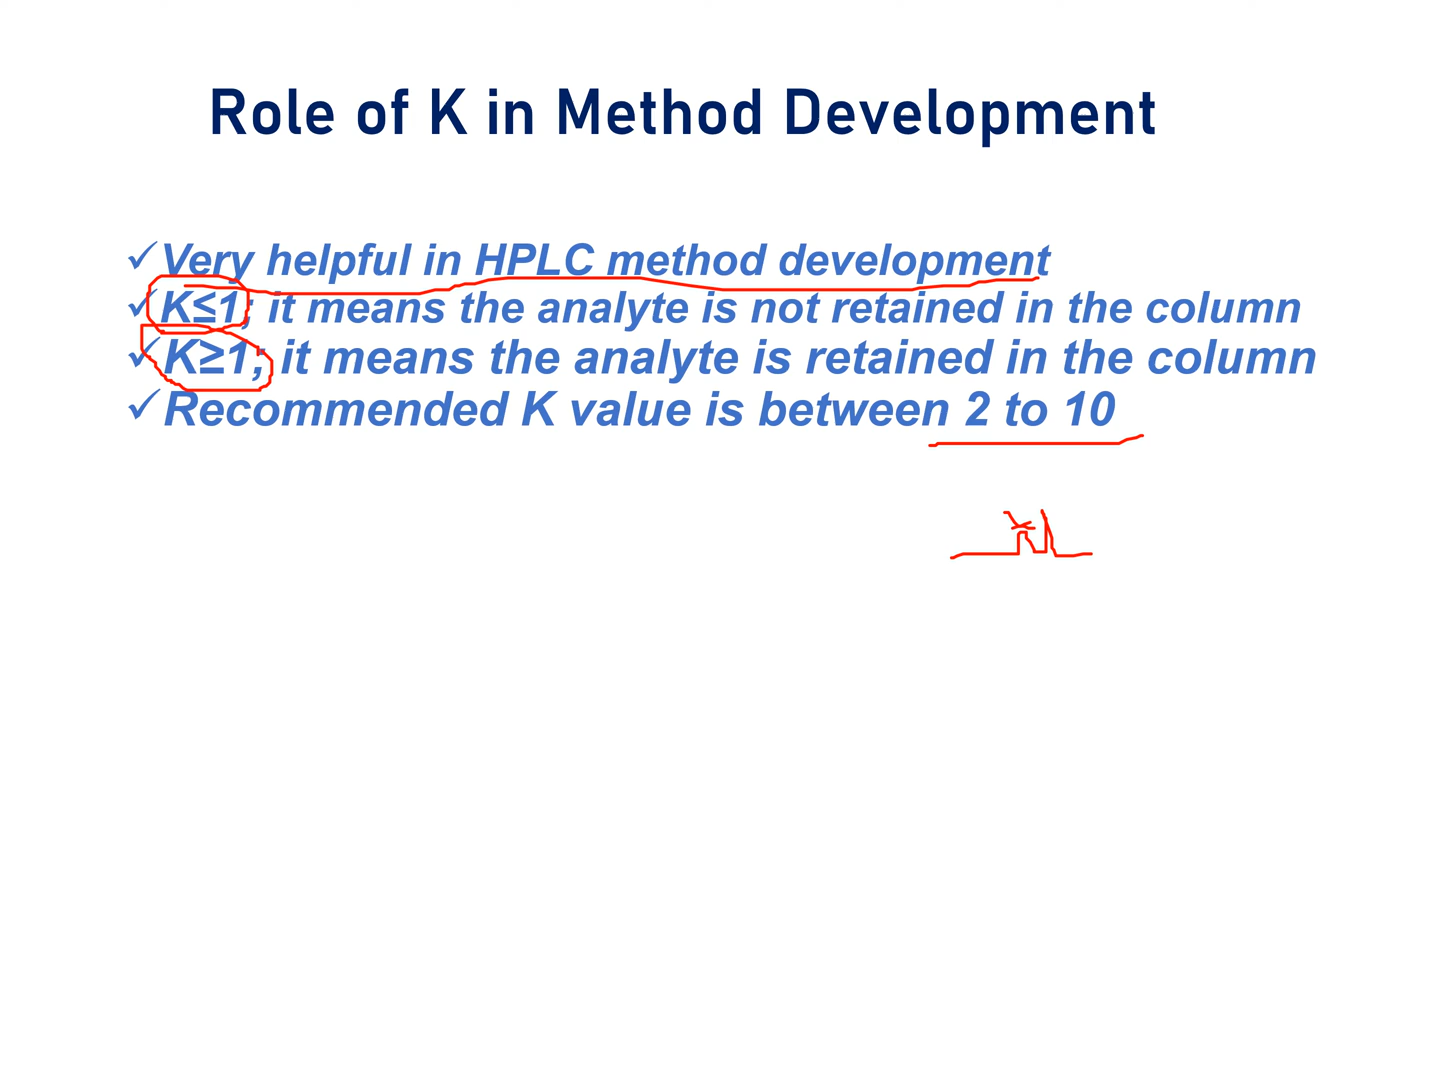 Role of K in Method Development
✓Very helpful in HPLC method development
✓K≤1; it means the analyte is not retained in the column
✓K≥1; it means the analyte is retained in the column
✓Recommended K value is between 2 to 10